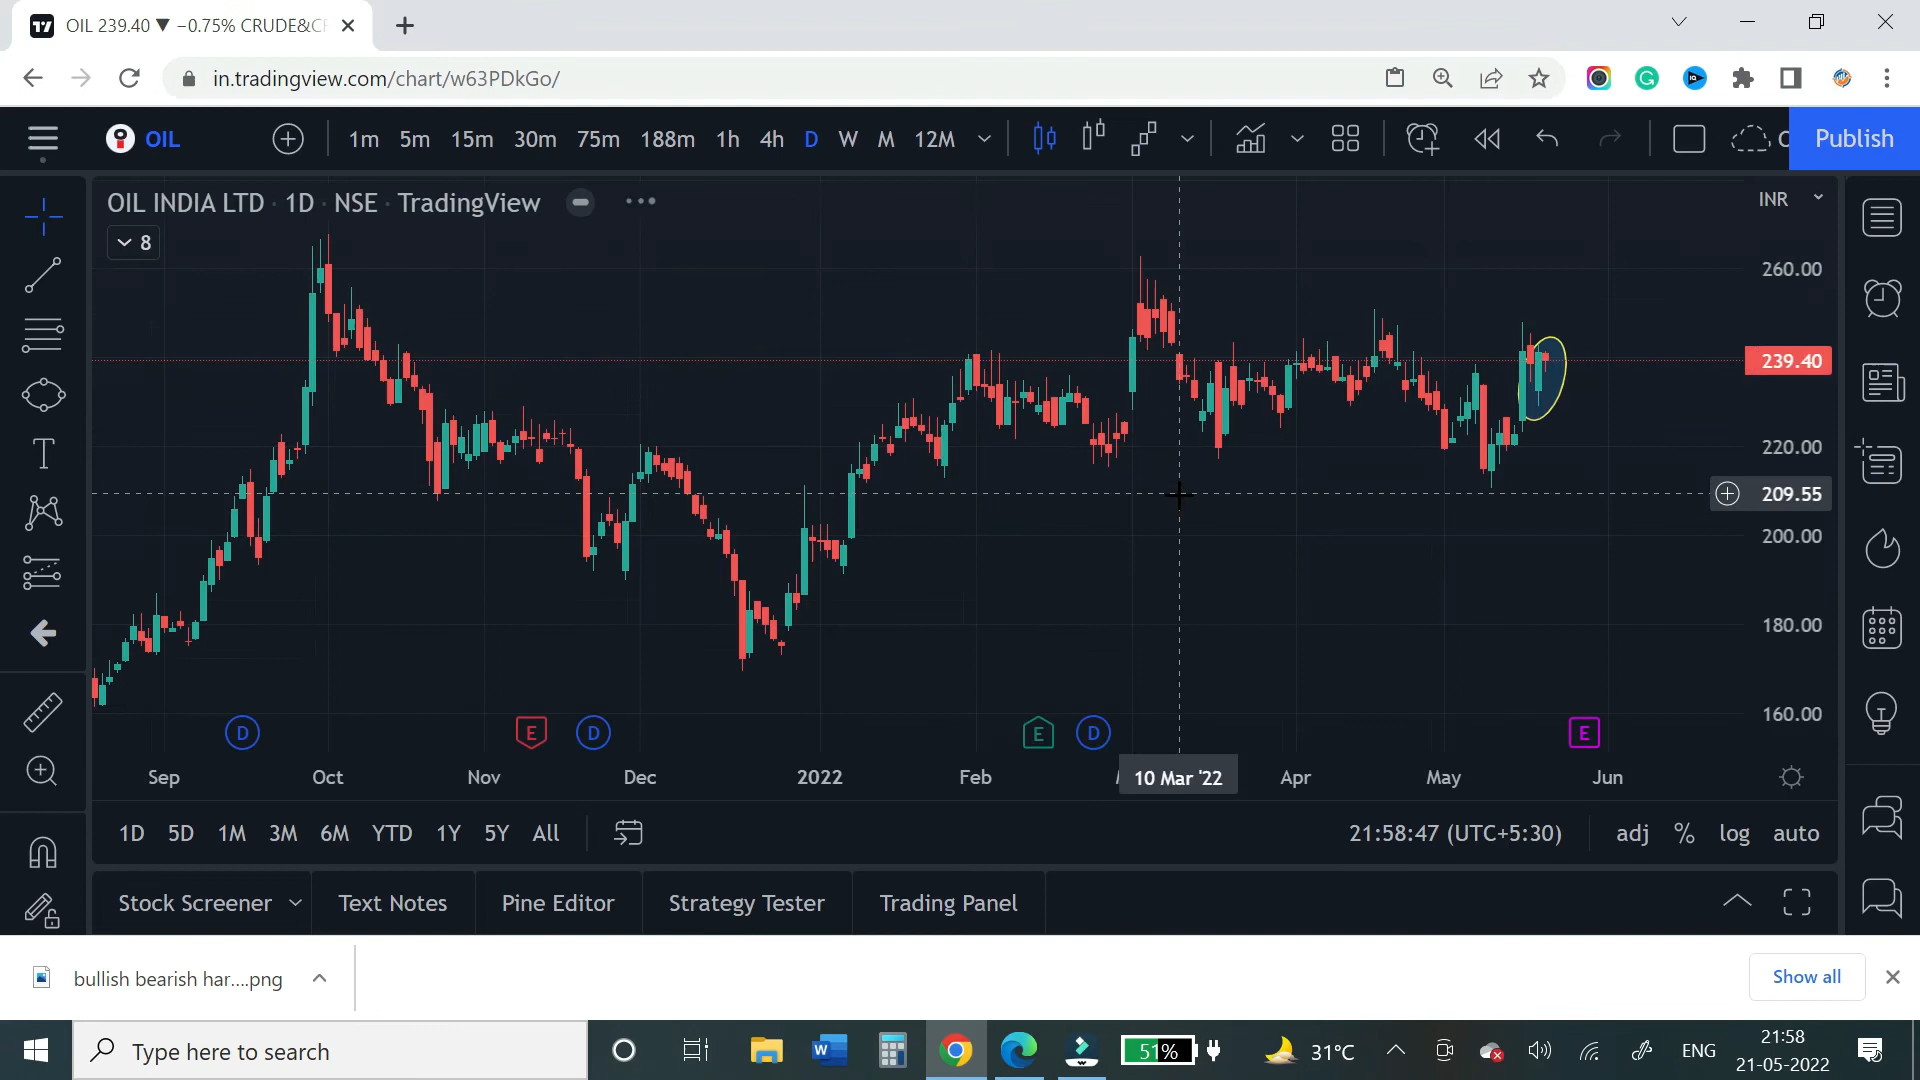 OIL 239.40 ▼ −0.75% CRUDE&C
in.tradingview.com/chart/w63PDkGo/
OIL
1m 5m 15m 30m 75m 188m 1h 4h D W M 12M
Publish
OIL INDIA LTD · 1D · NSE · TradingView
INR
8
260.00
239.40
220.00
209.55
200.00
180.00
160.00
D E D E D E
Sep Oct Nov Dec 2022 Feb 10 Mar '22 Apr May Jun
1D 5D 1M 3M 6M YTD 1Y 5Y All
21:58:47 (UTC+5:30) adj % log auto
Stock Screener Text Notes Pine Editor Strategy Tester Trading Panel
bullish bearish har....png
Show all
Type here to search
51%
31°C
ENG
21:58
21-05-2022